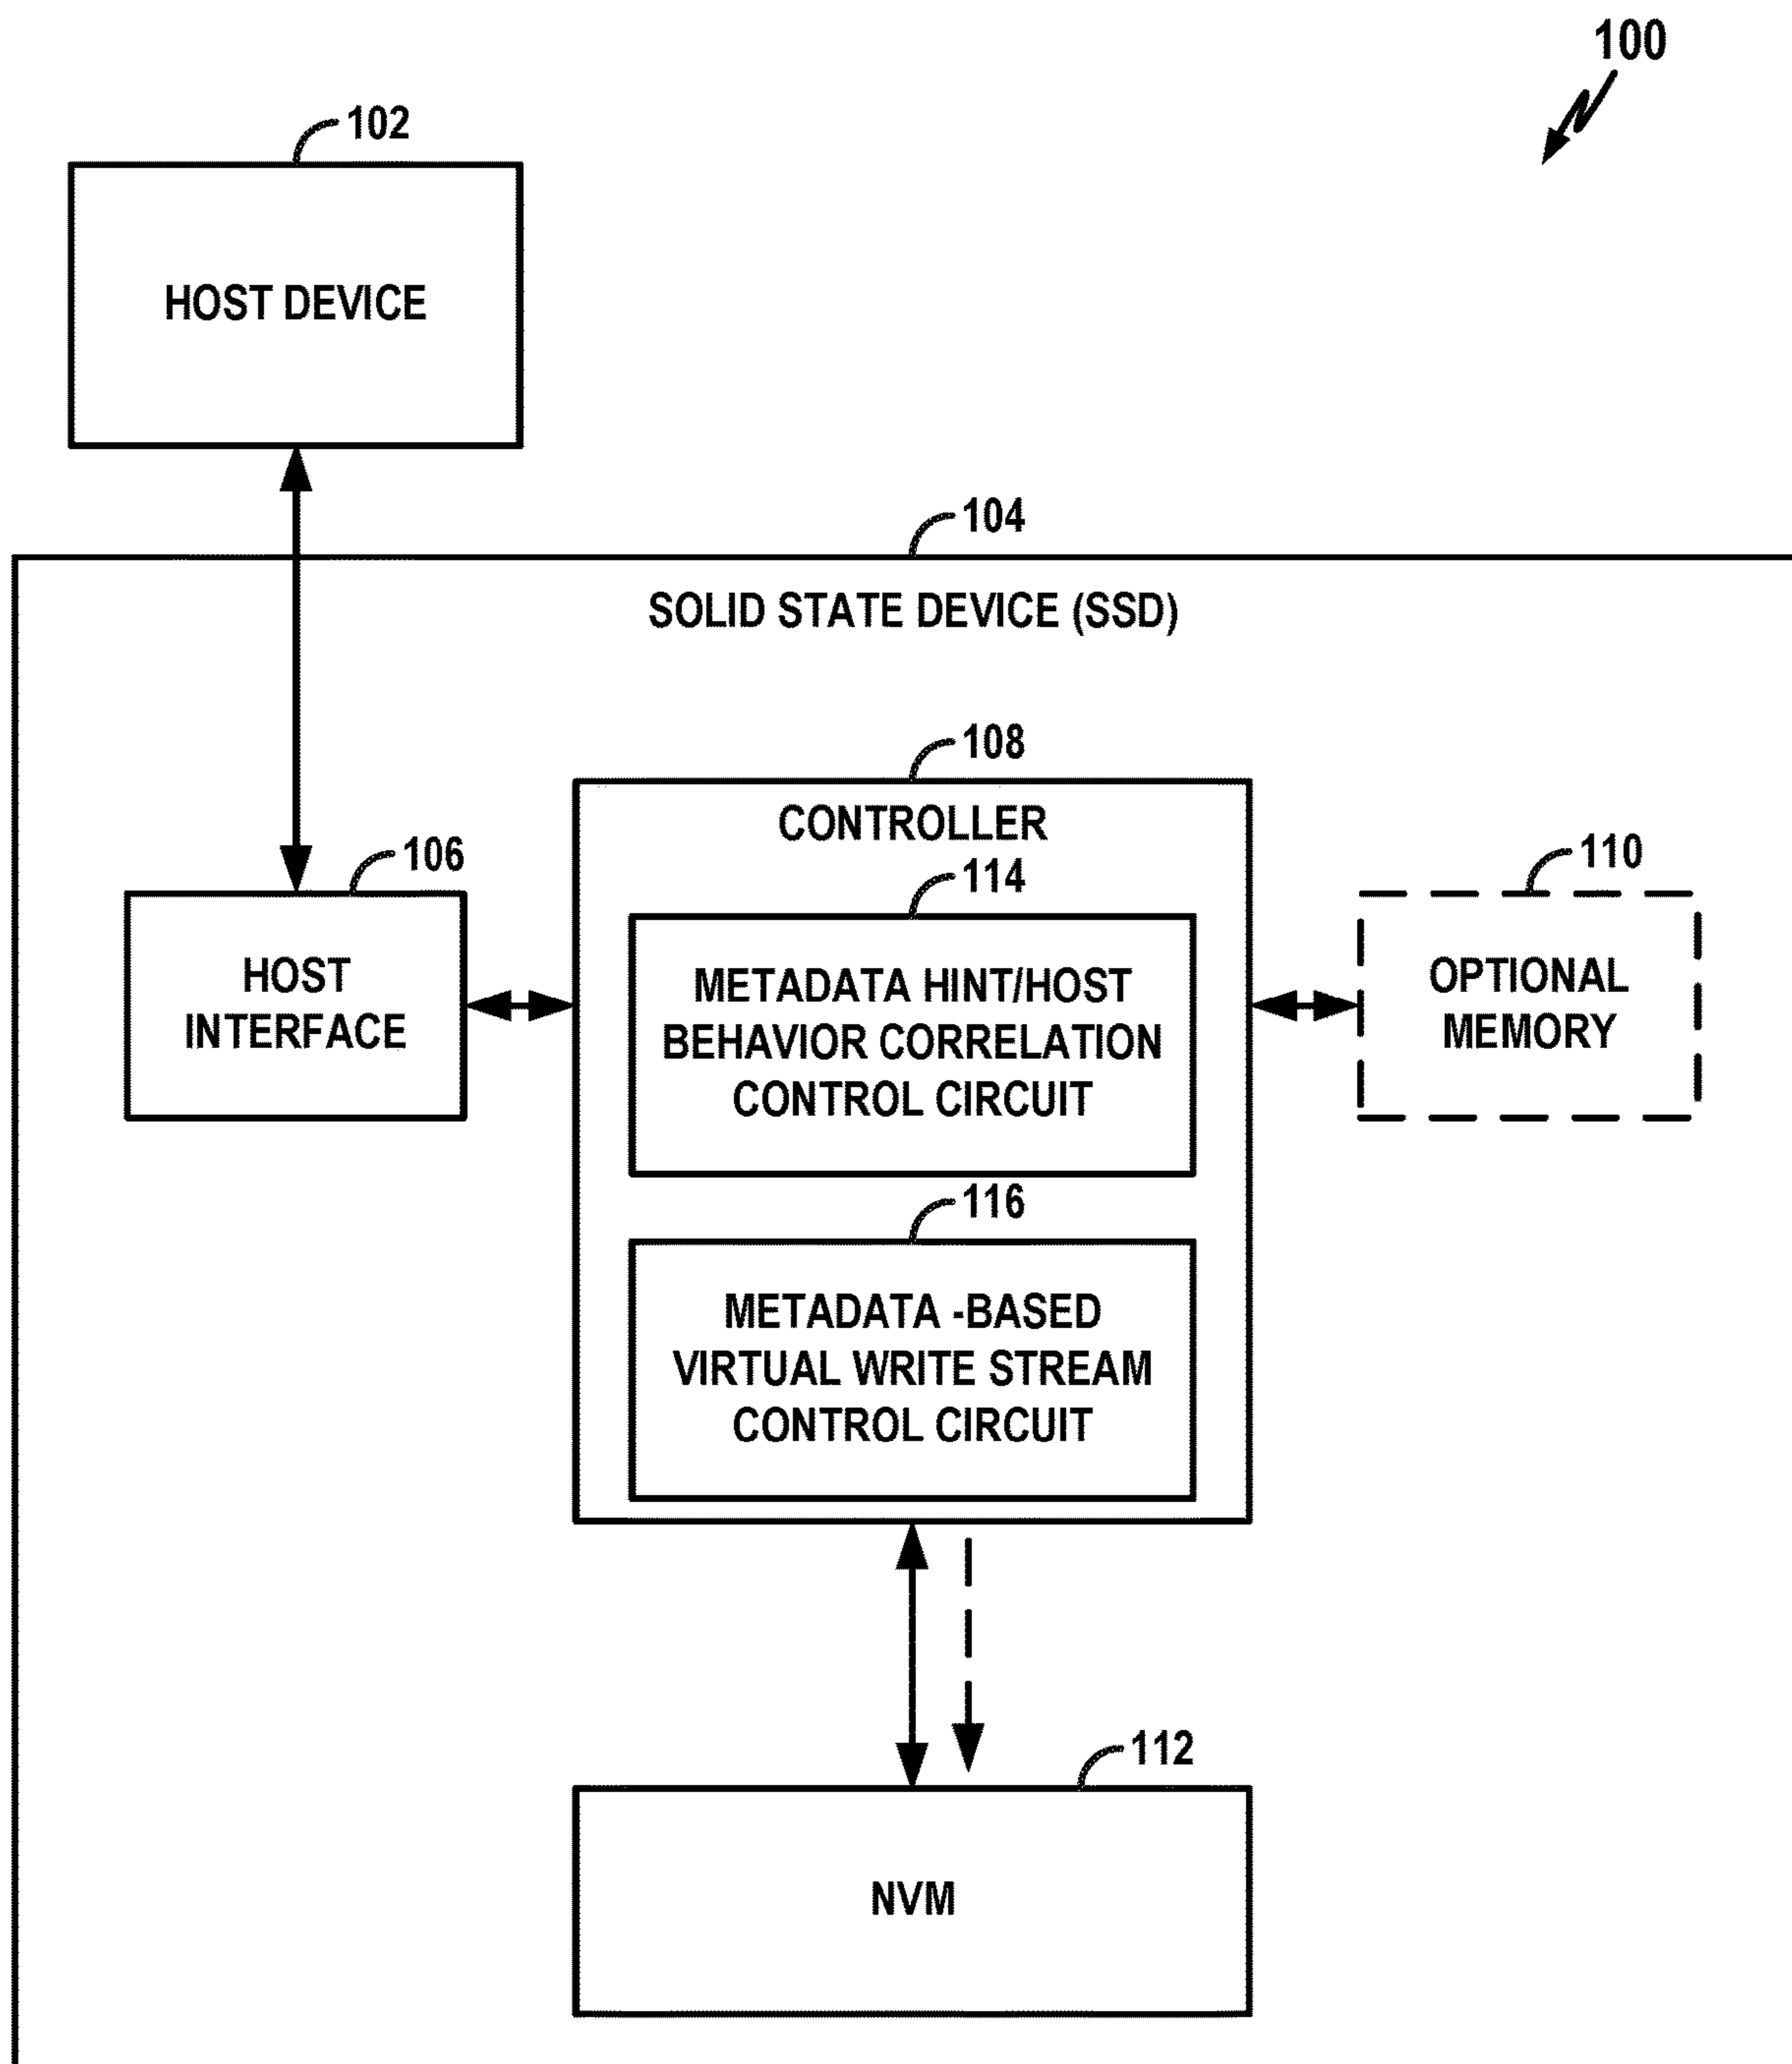 100
102
HOST DEVICE
104
SOLID STATE DEVICE (SSD)
108
CONTROLLER
106
HOST
INTERFACE
114
METADATA HINT/HOST
BEHAVIOR CORRELATION
CONTROL CIRCUIT
110
OPTIONAL
MEMORY
116
METADATA -BASED
VIRTUAL WRITE STREAM
CONTROL CIRCUIT
112
NVM